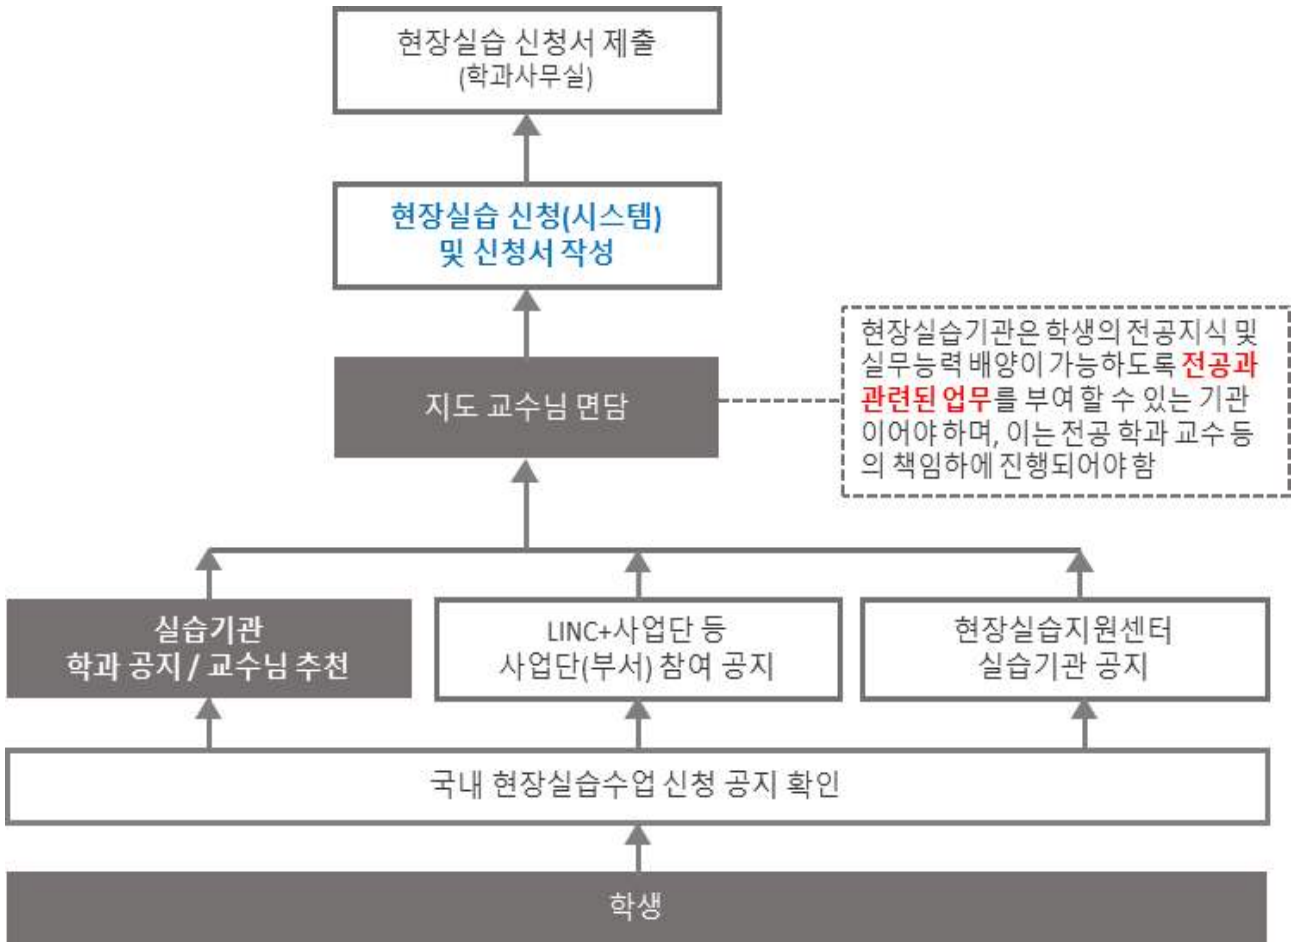 현장실습 신청서 제출
(학과사무실)
현장실습 신청(시스템)
및 신청서 작성
지도 교수님 면담
현장실습기관은 학생의 전공지식 및
실무능력 배양이 가능하도록 전공과
관련된 업무를 부여 할 수 있는 기관
이어야 하며, 이는 전공 학과 교수 등
의 책임하에 진행되어야 함
실습기관
학과 공지 / 교수님 추천
LINC+사업단 등
사업단(부서) 참여 공지
현장실습지원센터
실습기관 공지
국내 현장실습수업 신청 공지 확인
학생